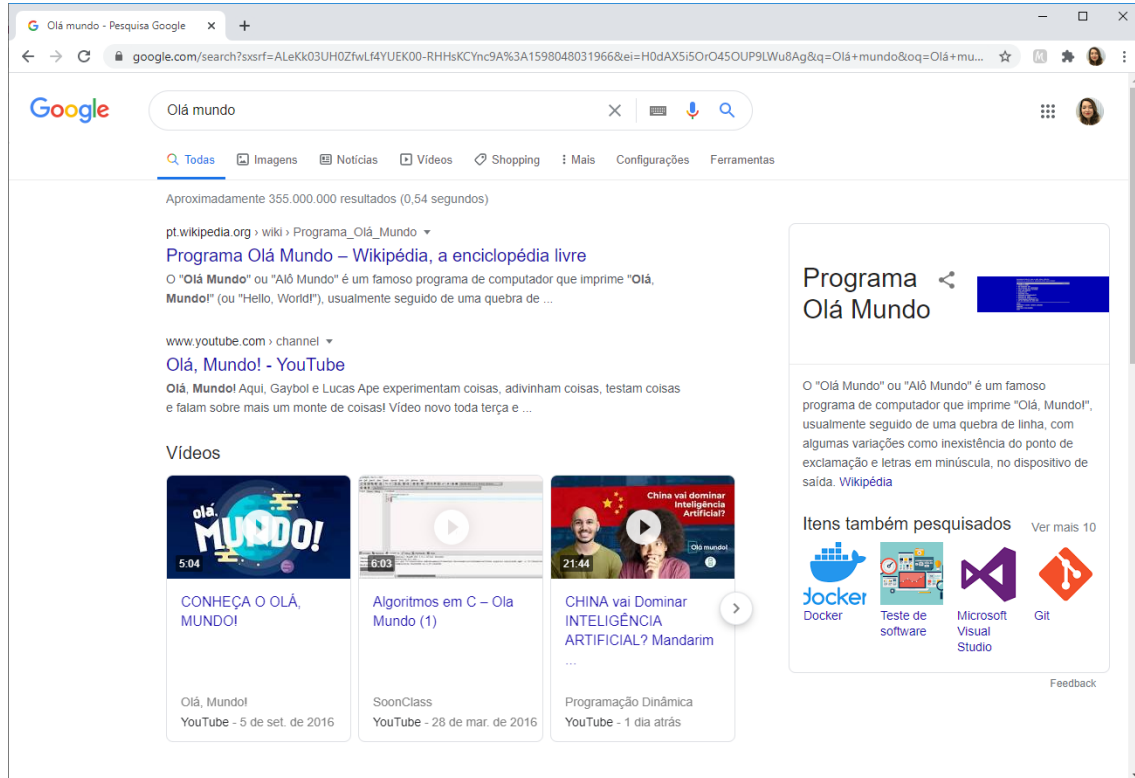 Olá mundo - Pesquisa Google
google.com/search?sxsrf=ALeKk03UH0ZfwLf4YUEK00-RHHsKCYnc9A%3A1598048031966&ei=H0dAX5i5OrO45OUP9LWu8Ag&q=Olá+mundo&oq=Olá+mu...
Google
Olá mundo
Todas Imagens Notícias Vídeos Shopping Mais Configurações Ferramentas
Aproximadamente 355.000.000 resultados (0,54 segundos)
pt.wikipedia.org › wiki › Programa_Olá_Mundo
Programa Olá Mundo – Wikipédia, a enciclopédia livre
O "Olá Mundo" ou "Alô Mundo" é um famoso programa de computador que imprime "Olá,
Mundo!" (ou "Hello, World!"), usualmente seguido de uma quebra de ...
www.youtube.com › channel
Olá, Mundo! - YouTube
Olá, Mundo! Aqui, Gaybol e Lucas Ape experimentam coisas, adivinham coisas, testam coisas
e falam sobre mais um monte de coisas! Vídeo novo toda terça e ...
Vídeos
olá,
MUNDO!
5:04
CONHEÇA O OLÁ,
MUNDO!
Olá, Mundo!
YouTube - 5 de set. de 2016
6:03
Algoritmos em C – Ola
Mundo (1)
SoonClass
YouTube - 28 de mar. de 2016
China vai dominar
Inteligência
Artificial?
Olá mundo!
21:44
CHINA vai Dominar
INTELIGÊNCIA
ARTIFICIAL? Mandarim
...
Programação Dinâmica
YouTube - 1 dia atrás
Programa
Olá Mundo
O "Olá Mundo" ou "Alô Mundo" é um famoso
programa de computador que imprime "Olá, Mundo!",
usualmente seguido de uma quebra de linha, com
algumas variações como inexistência do ponto de
exclamação e letras em minúscula, no dispositivo de
saída. Wikipédia
Itens também pesquisados Ver mais 10
docker
Docker
Teste de
software
Microsoft
Visual
Studio
Git
Feedback